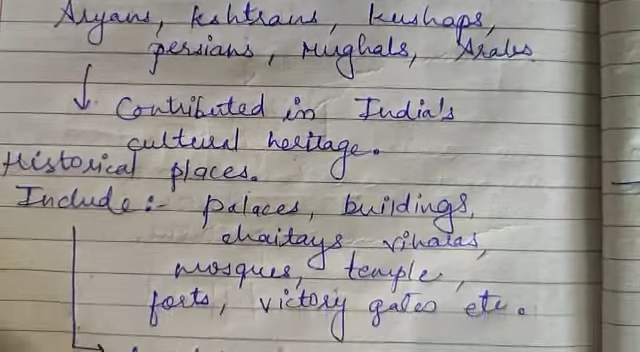 Aryans, kshtrans, kushaps,
persians, Mughals, Arabs
Contributed in India's
cultural heritage.
Historical places.
Include :- palaces, buildings,
chaitays viharas,
mosques, temple,
forts, victory gates etc.